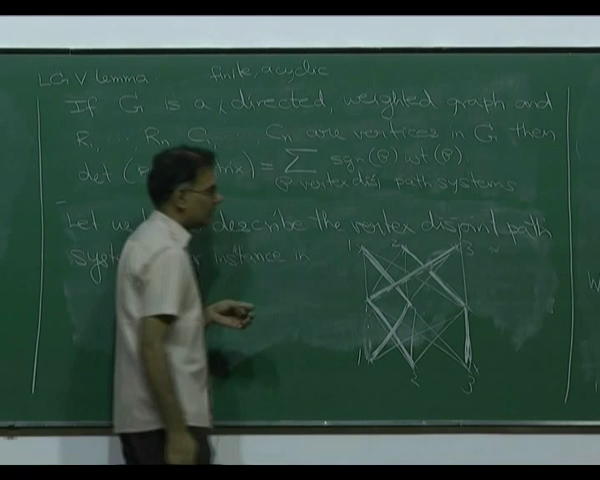 LGV lemma finite, acyclic
If G is a directed, weighted graph and
R₁, ..., Rn, C₁, ..., Cn are vertices in G then
det ( rix) = Σ sgn(P) wt(P)
P vertex disj path systems
Let us describe the vertex disjoint path
instance in
1 2 3
1 2 3
W